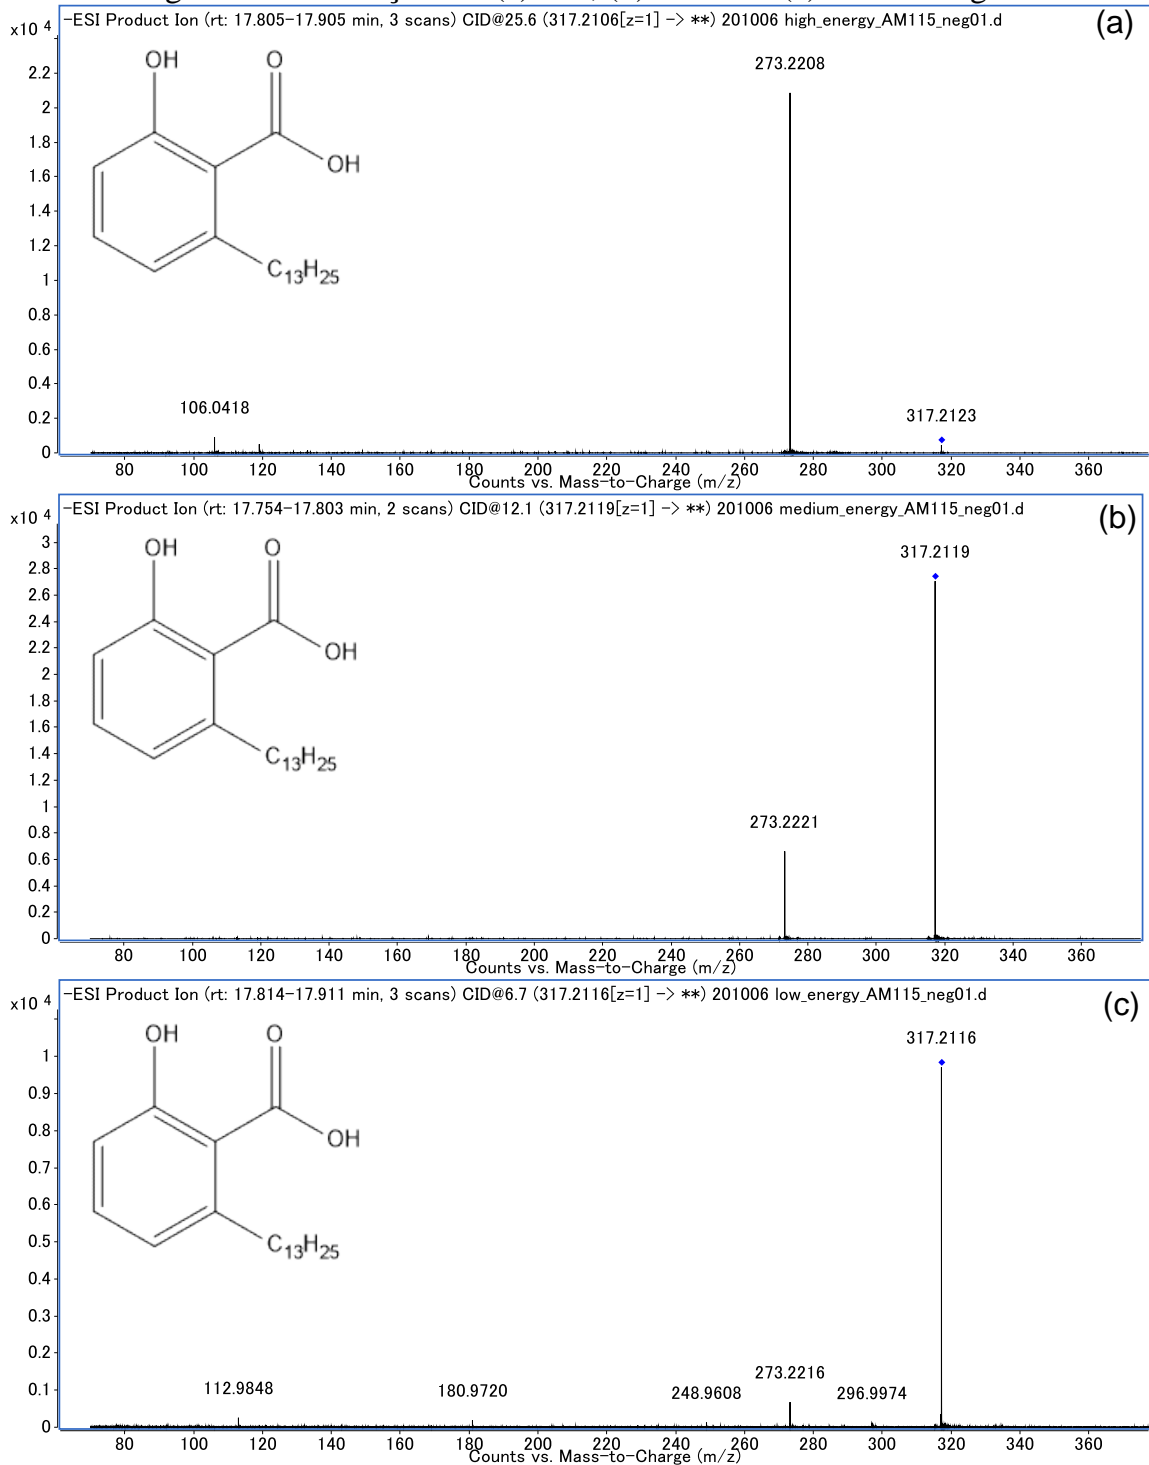 (a)
-ESI Product Ion (rt: 17.805-17.905 min, 3 scans) CID@25.6 (317.2106[z=1] -> **) 201006 high_energy_AM115_neg01.d
x10 4
OH
O
OH
C13H25
273.2208
106.0418
317.2123
2.2
2
1.8
1.6
1.4
1.2
1
0.8
0.6
0.4
0.2
0
80 100 120 140 160 180 200 220 240 260 280 300 320 340 360
Counts vs. Mass-to-Charge (m/z)
(b)
-ESI Product Ion (rt: 17.754-17.803 min, 2 scans) CID@12.1 (317.2119[z=1] -> **) 201006 medium_energy_AM115_neg01.d
x10 4
OH
O
OH
C13H25
317.2119
273.2221
3
2.8
2.6
2.4
2.2
2
1.8
1.6
1.4
1.2
1
0.8
0.6
0.4
0.2
0
80 100 120 140 160 180 200 220 240 260 280 300 320 340 360
Counts vs. Mass-to-Charge (m/z)
(c)
-ESI Product Ion (rt: 17.814-17.911 min, 3 scans) CID@6.7 (317.2116[z=1] -> **) 201006 low_energy_AM115_neg01.d
x10 4
OH
O
OH
C13H25
317.2116
273.2216
112.9848
180.9720
248.9608
296.9974
1
0.9
0.8
0.7
0.6
0.5
0.4
0.3
0.2
0.1
0
80 100 120 140 160 180 200 220 240 260 280 300 320 340 360
Counts vs. Mass-to-Charge (m/z)